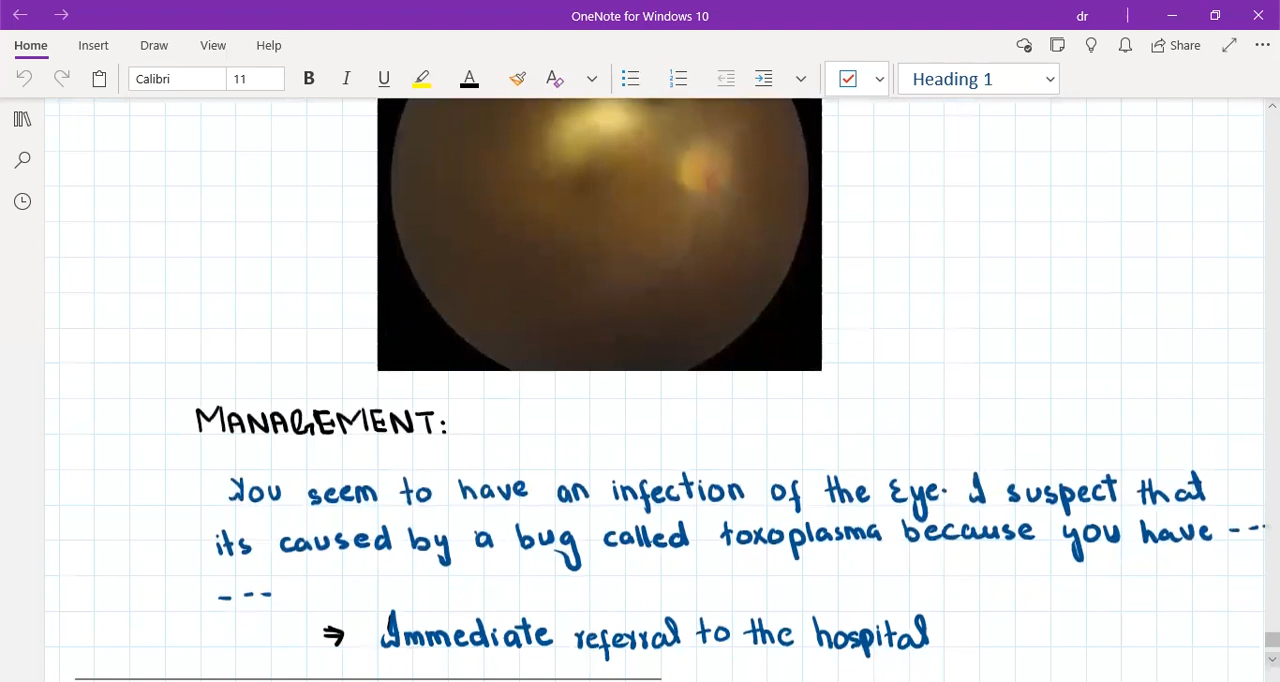 OneNote for Windows 10
dr
Home Insert Draw View Help
Share
Calibri 11 B I U A A Heading 1
MANAGEMENT:
You seem to have an infection of the Eye. I suspect that
its caused by a bug called toxoplasma because you have ---
----
⇒ Immediate referral to the hospital